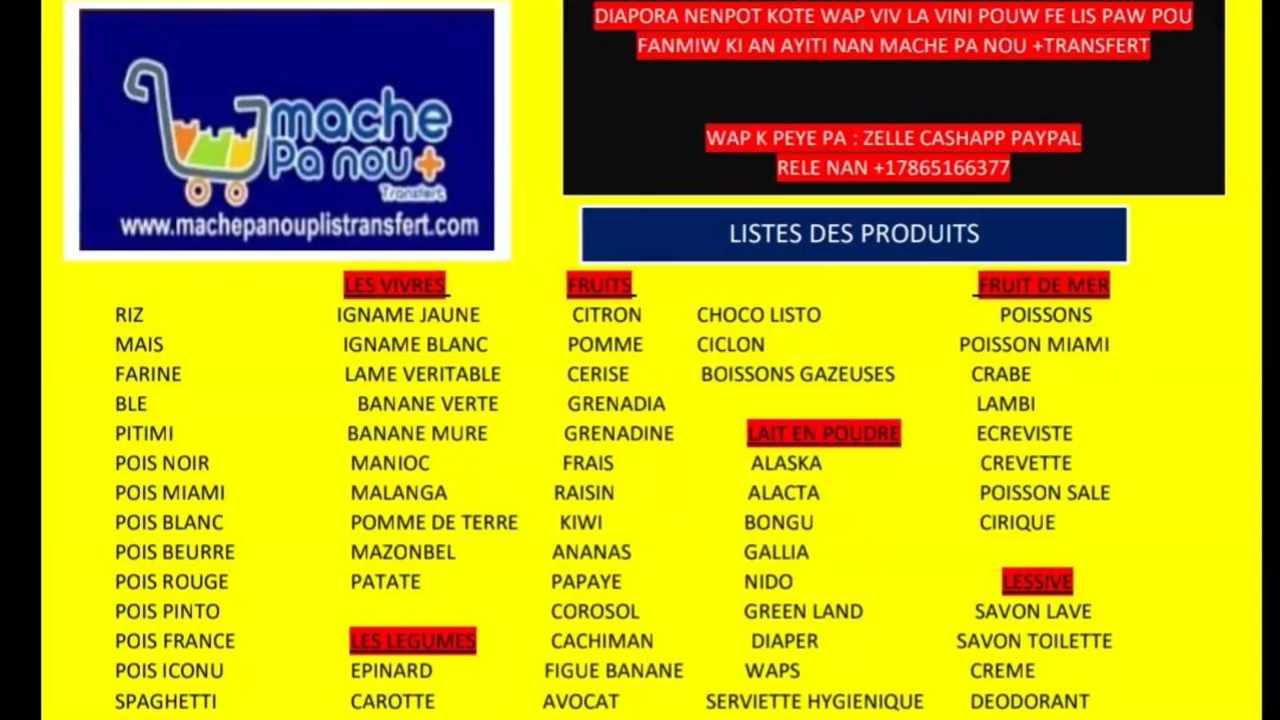 mache
Pa nou+
Transfert
www.machepanouplistransfert.com
DIAPORA NENPOT KOTE WAP VIV LA VINI POUW FE LIS PAW POU
FANMIW KI AN AYITI NAN MACHE PA NOU +TRANSFERT
WAP K PEYE PA : ZELLE CASHAPP PAYPAL
RELE NAN +17865166377
LISTES DES PRODUITS
RIZ
MAIS
FARINE
BLE
PITIMI
POIS NOIR
POIS MIAMI
POIS BLANC
POIS BEURRE
POIS ROUGE
POIS PINTO
POIS FRANCE
POIS ICONU
SPAGHETTI
LES VIVRES
IGNAME JAUNE
IGNAME BLANC
LAME VERITABLE
BANANE VERTE
BANANE MURE
MANIOC
MALANGA
POMME DE TERRE
MAZONBEL
PATATE
LES LEGUMES
EPINARD
CAROTTE
FRUITS
CITRON
POMME
CERISE
GRENADIA
GRENADINE
FRAIS
RAISIN
KIWI
ANANAS
PAPAYE
COROSOL
CACHIMAN
FIGUE BANANE
AVOCAT
CHOCO LISTO
CICLON
BOISSONS GAZEUSES
LAIT EN POUDRE
ALASKA
ALACTA
BONGU
GALLIA
NIDO
GREEN LAND
DIAPER
WAPS
SERVIETTE HYGIENIQUE
FRUIT DE MER
POISSONS
POISSON MIAMI
CRABE
LAMBI
ECREVISTE
CREVETTE
POISSON SALE
CIRIQUE
LESSIVE
SAVON LAVE
SAVON TOILETTE
CREME
DEODORANT